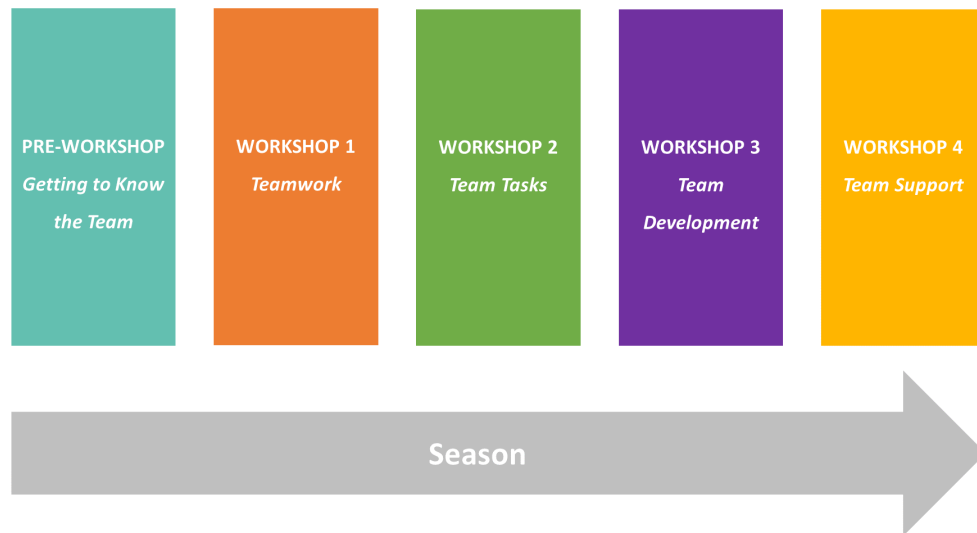 PRE-WORKSHOP
Getting to Know
the Team
WORKSHOP 1
Teamwork
WORKSHOP 2
Team Tasks
WORKSHOP 3
Team
Development
WORKSHOP 4
Team Support
Season